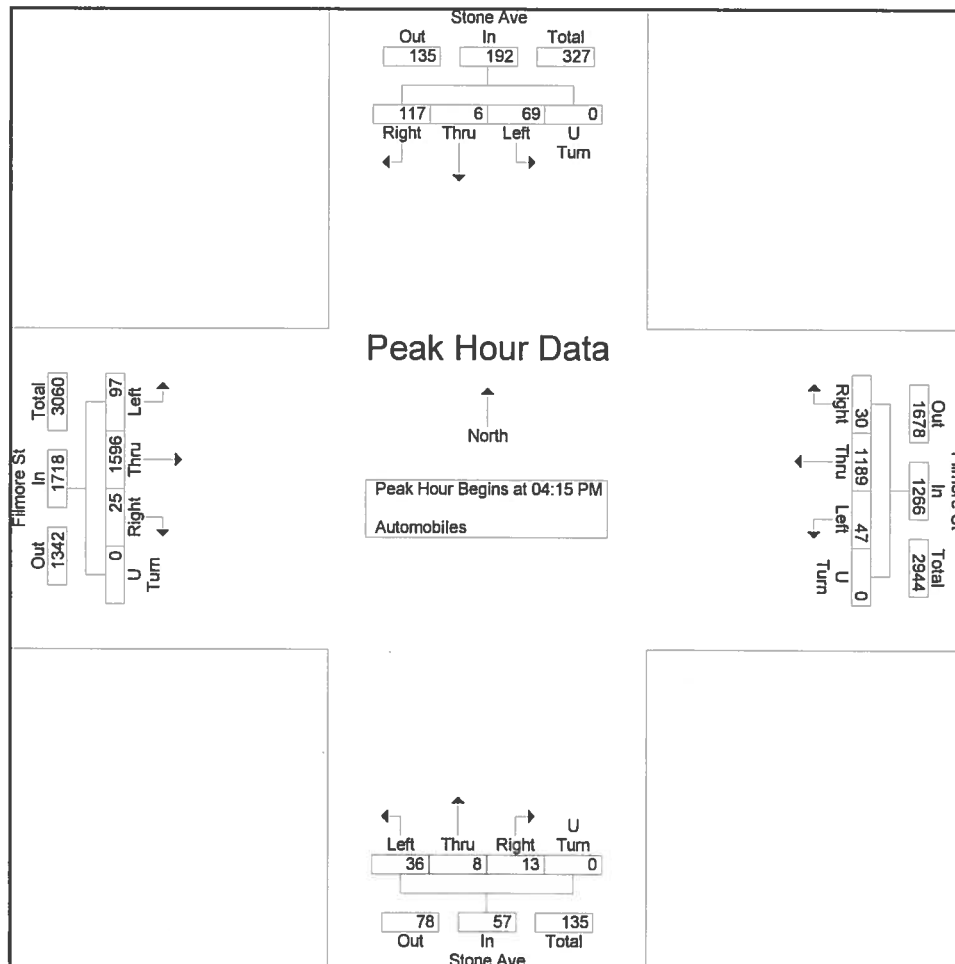 Stone Ave
Out In Total
135 192 327
117 6 69 0
Right Thru Left U Turn
Peak Hour Data
North
Peak Hour Begins at 04:15 PM
Automobiles
Filmore St
Total In Out
3060 1718 1342
97 1596 25 0
Left Thru Right U Turn
Right Thru Left U Turn
30 1189 47 0
Out In Total
1678 1266 2944
Left Thru Right U Turn
36 8 13 0
78 57 135
Out In Total
Stone Ave